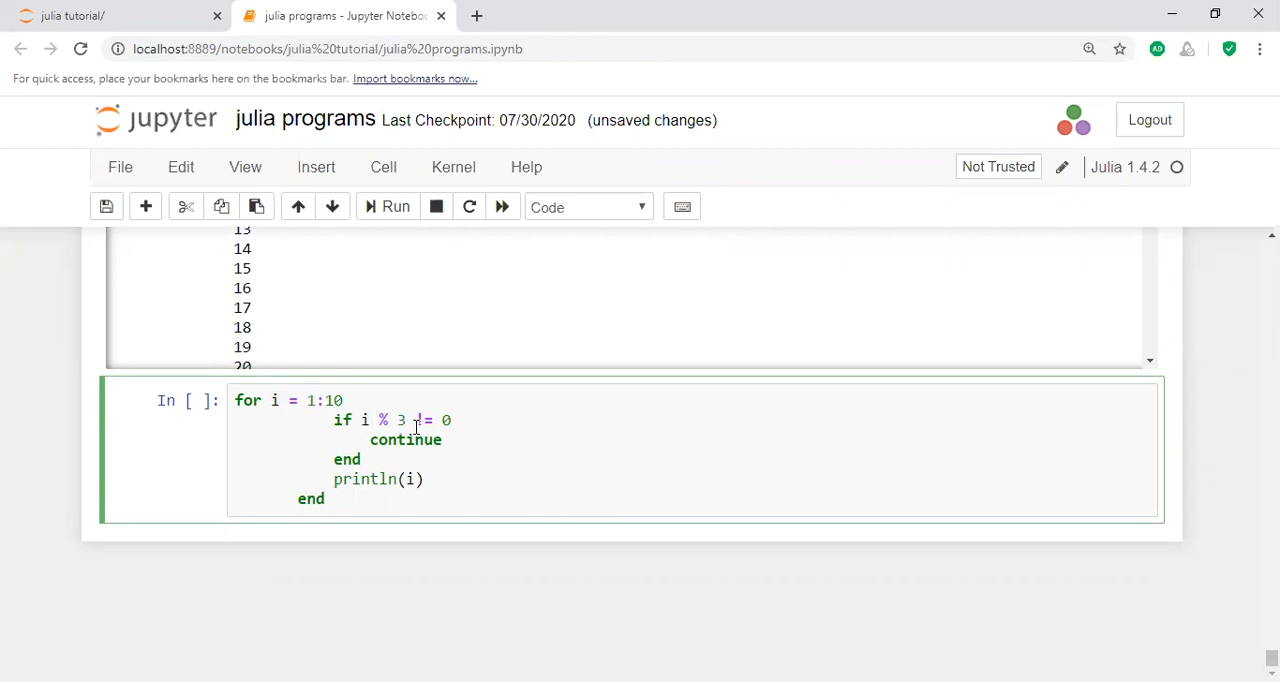 julia tutorial/
julia programs - Jupyter Noteboo
localhost:8889/notebooks/julia%20tutorial/julia%20programs.ipynb
For quick access, place your bookmarks here on the bookmarks bar. Import bookmarks now...
jupyter julia programs Last Checkpoint: 07/30/2020 (unsaved changes)
Logout
File Edit View Insert Cell Kernel Help
Not Trusted Julia 1.4.2
Run Code
13
14
15
16
17
18
19
20
In [ ]: for i = 1:10
if i % 3 != 0
continue
end
println(i)
end